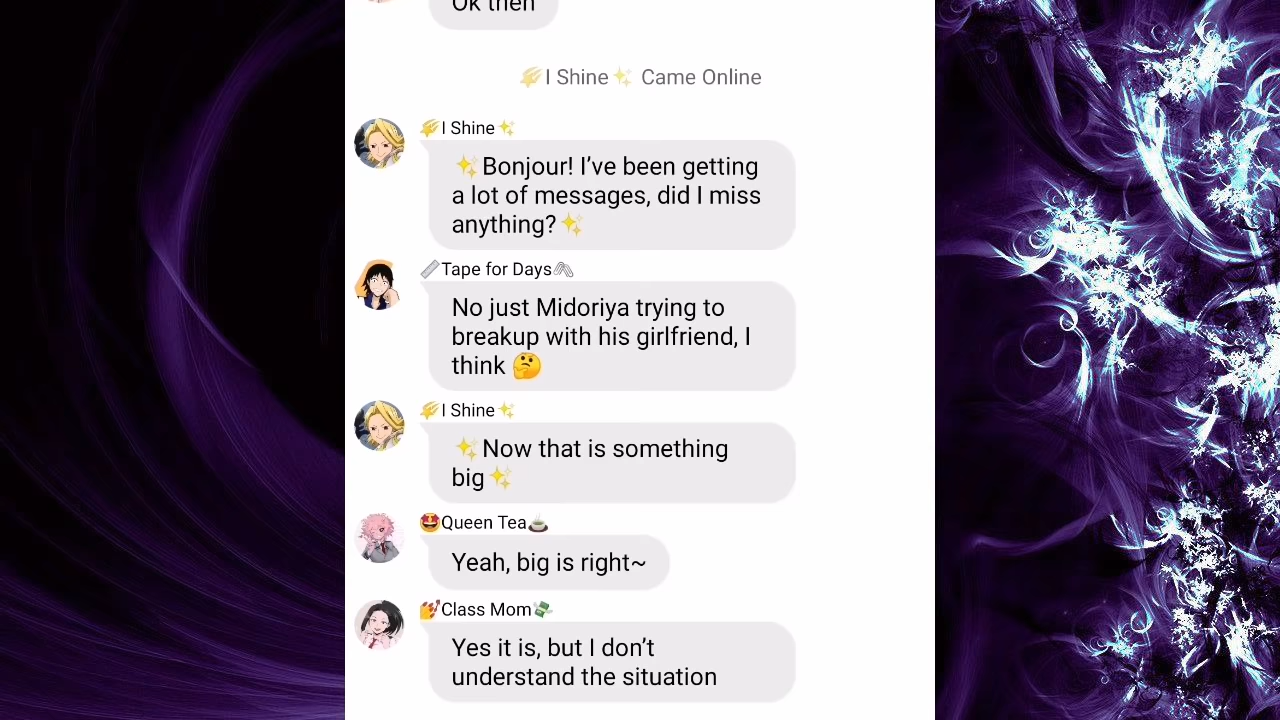 Ok then
🌠I Shine✨ Came Online
🌠I Shine✨
✨Bonjour! I’ve been getting
a lot of messages, did I miss
anything?✨
📏Tape for Days🖇
No just Midoriya trying to
breakup with his girlfriend, I
think 🤔
🌠I Shine✨
✨Now that is something
big✨
🤩Queen Tea☕
Yeah, big is right~
💅Class Mom💸
Yes it is, but I don’t
understand the situation